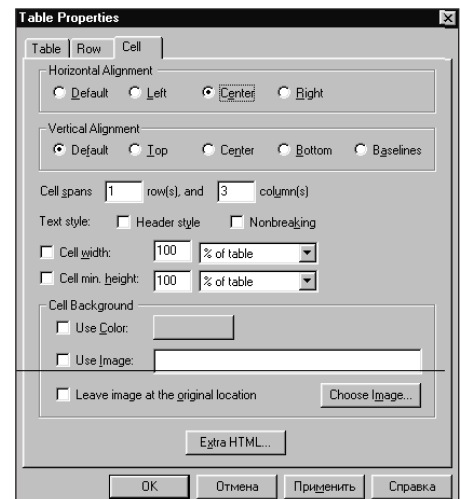 Table Properties
Table Row Cell
Horizontal Alignment
Default Left Center Right
Vertical Alignment
Default Top Center Bottom Baselines
Cell spans 1 row(s), and 3 column(s)
Text style: Header style Nonbreaking
Cell width: 100 % of table
Cell min. height: 100 % of table
Cell Background
Use Color:
Use Image:
Leave image at the original location Choose Image...
Extra HTML...
OK Отмена Применить Справка